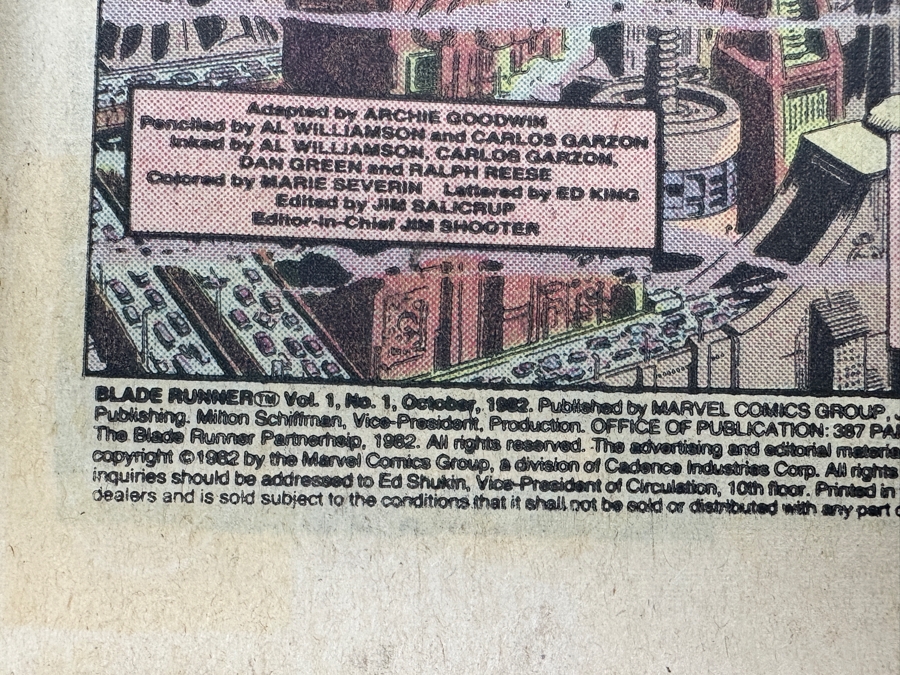 Adapted by ARCHIE GOODWIN
Penciled by AL WILLIAMSON and CARLOS GARZON
Inked by AL WILLIAMSON, CARLOS GARZON,
DAN GREEN and RALPH REESE
Colored by MARIE SEVERIN Lettered by ED KING
Edited by JIM SALICRUP
Editor-in-Chief JIM SHOOTER
BLADE RUNNER™ Vol. 1, No. 1, October, 1982. Published by MARVEL COMICS GROUP,
Publishing. Milton Schiffman, Vice-President, Production. OFFICE OF PUBLICATION: 387
The Blade Runner Partnership, 1982. All rights reserved. The advertising and editorial
copyright © 1982 by the Marvel Comics Group, a division of Cadence Industries Corp. All rights
inquiries should be addressed to Ed Shukin, Vice-President of Circulation, 10th floor. Printed in
dealers and is sold subject to the conditions that it shall not be sold or distributed with any part